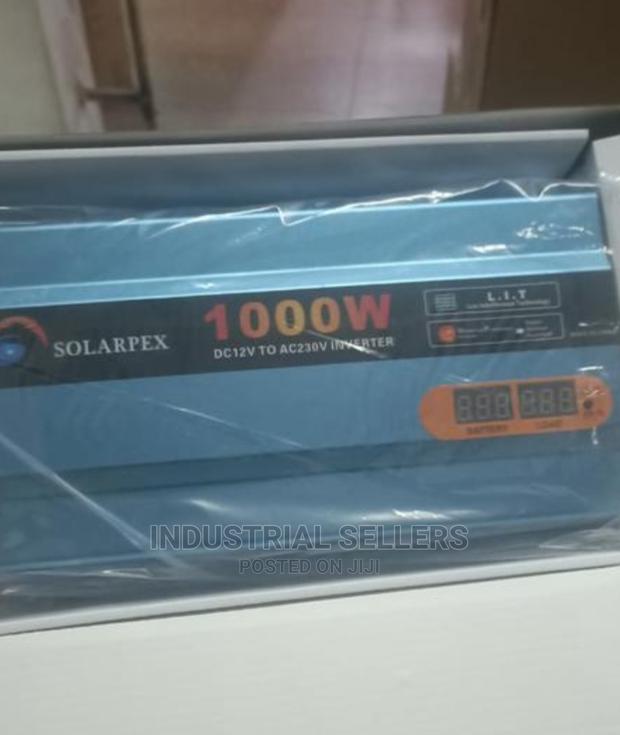 SOLARPEX
1000W
DC12V TO AC230V INVERTER
L.I.T
BATTERY LOAD
INDUSTRIAL SELLERS
POSTED ON JIJI